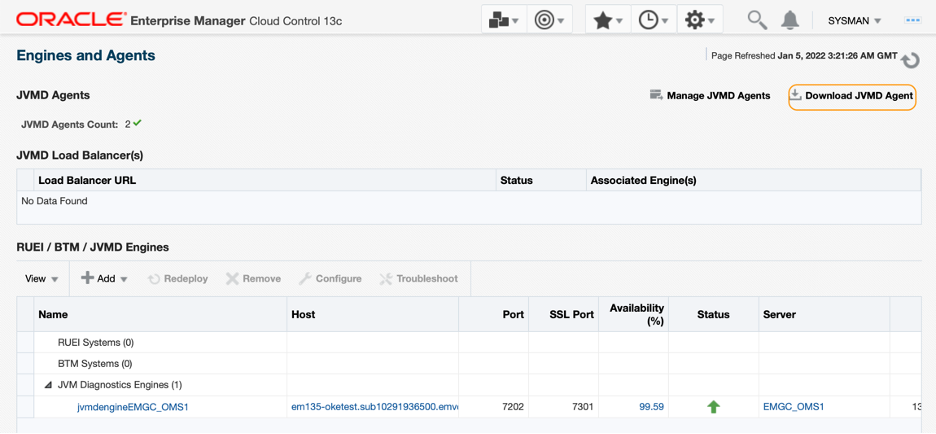 ORACLE Enterprise Manager Cloud Control 13c
SYSMAN
Engines and Agents
Page Refreshed Jan 5, 2022 3:21:26 AM GMT
JVMD Agents
Manage JVMD Agents
Download JVMD Agent
JVMD Agents Count: 2
JVMD Load Balancer(s)
Load Balancer URL Status Associated Engine(s)
No Data Found
RUEI / BTM / JVMD Engines
View Add Redeploy Remove Configure Troubleshoot
Name Host Port SSL Port Availability (%) Status Server
RUEI Systems (0)
BTM Systems (0)
JVM Diagnostics Engines (1)
jvmdengineEMGC_OMS1 em135-oketest.sub10291936500.emv 7202 7301 99.59 EMGC_OMS1 13